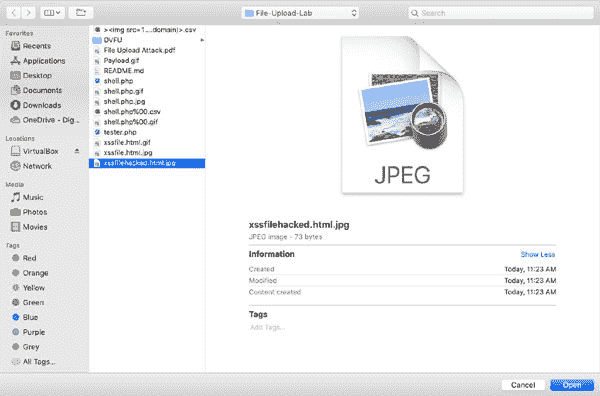 File-Upload-Lab
Search
Favorites
Recents
Applications
Desktop
Documents
Downloads
OneDrive - Dig...
Locations
VirtualBox
Network
Media
Music
Photos
Movies
Tags
Red
Orange
Yellow
Green
Blue
Purple
Grey
All Tags...
><img src=1....domain)>.csv
DVFU
File Upload Attack.pdf
Payload.gif
README.md
shell.php
shell.php.gif
shell.php.jpg
shell.php%00.csv
shell.php%00.gif
tester.php
xssfile.html.gif
xssfile.html.jpg
xssfilehacked.html.jpg
JPEG
xssfilehacked.html.jpg
JPEG image - 73 bytes
Information Show Less
Created Today, 11:23 AM
Modified Today, 11:23 AM
Content created Today, 11:23 AM
Tags
Add Tags...
Cancel Open